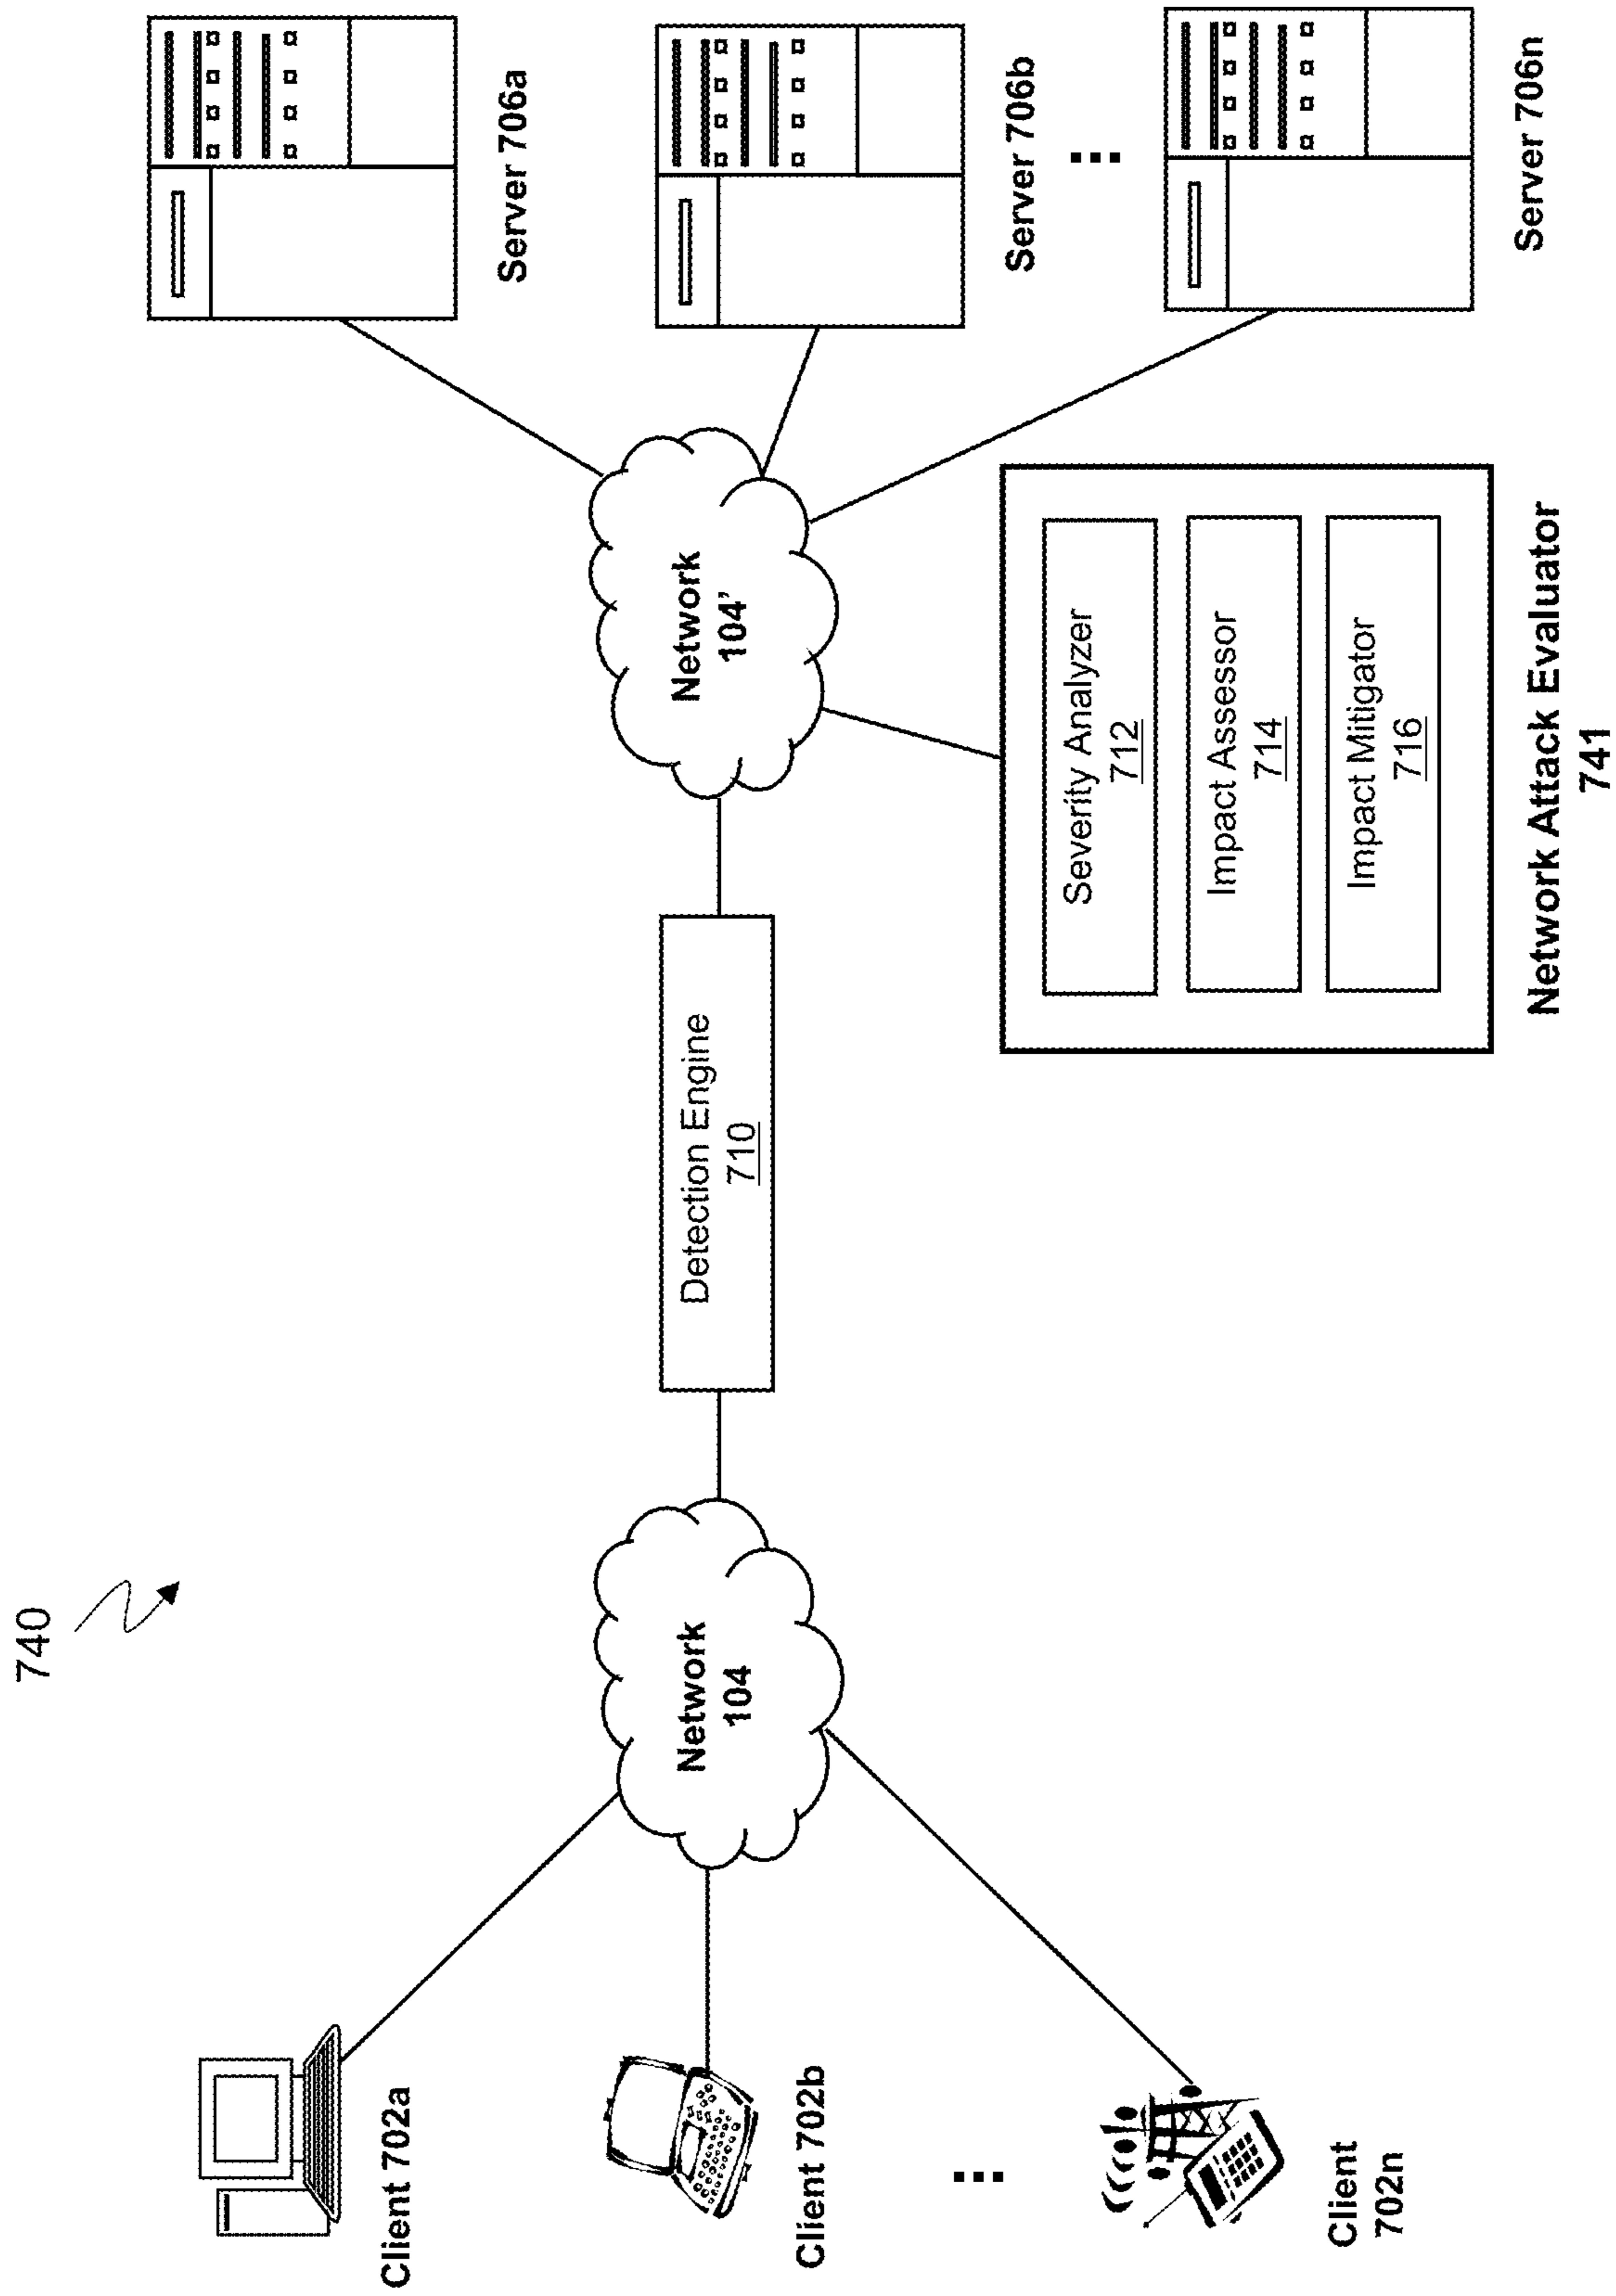 740
Client 702a
Client 702b
...
Client
702n
Network
104
Detection Engine
710
Network
104'
Server 706a
Server 706b
...
Server 706n
Severity Analyzer
712
Impact Assessor
714
Impact Mitigator
716
Network Attack Evaluator
741